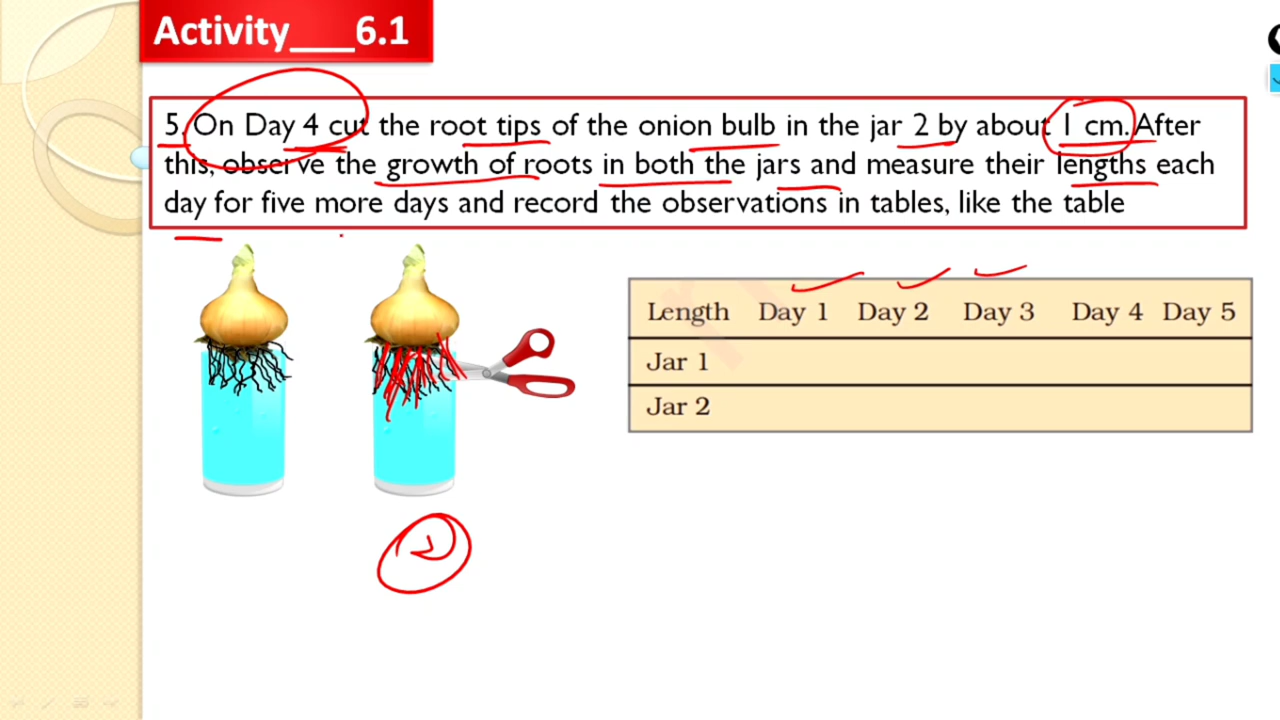 Activity___6.1
5. On Day 4 cut the root tips of the onion bulb in the jar 2 by about 1 cm. After
this, observe the growth of roots in both the jars and measure their lengths each
day for five more days and record the observations in tables, like the table
Length Day 1 Day 2 Day 3 Day 4 Day 5
Jar 1
Jar 2
2